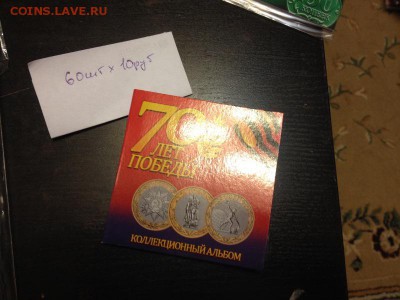 COINS.LAVE.RU
60шт х 10руб
70
ЛЕТ
ПОБЕДЫ
КОЛЛЕКЦИОННЫЙ АЛЬБОМ